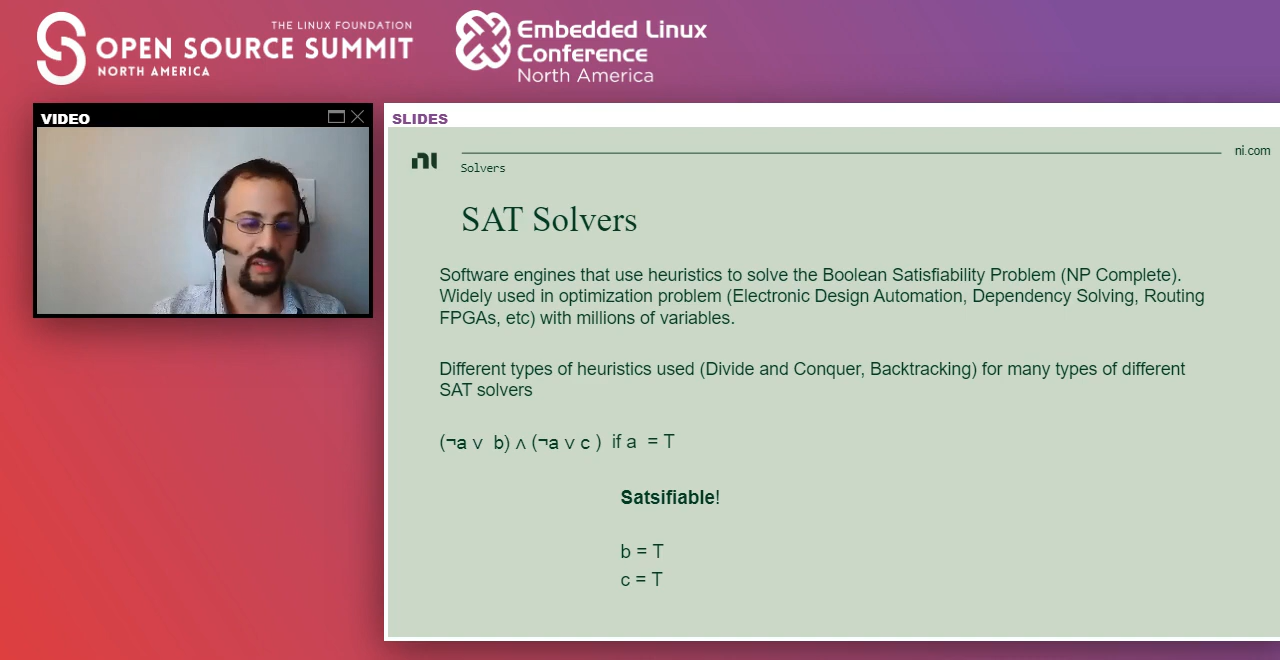 THE LINUX FOUNDATION
OPEN SOURCE SUMMIT
NORTH AMERICA
Embedded Linux
Conference
North America
VIDEO
SLIDES
ni
ni.com
Solvers
SAT Solvers
Software engines that use heuristics to solve the Boolean Satisfiability Problem (NP Complete).
Widely used in optimization problem (Electronic Design Automation, Dependency Solving, Routing
FPGAs, etc) with millions of variables.
Different types of heuristics used (Divide and Conquer, Backtracking) for many types of different
SAT solvers
(¬a ∨ b) ∧ (¬a ∨ c ) if a = T
Satsifiable!
b = T
c = T